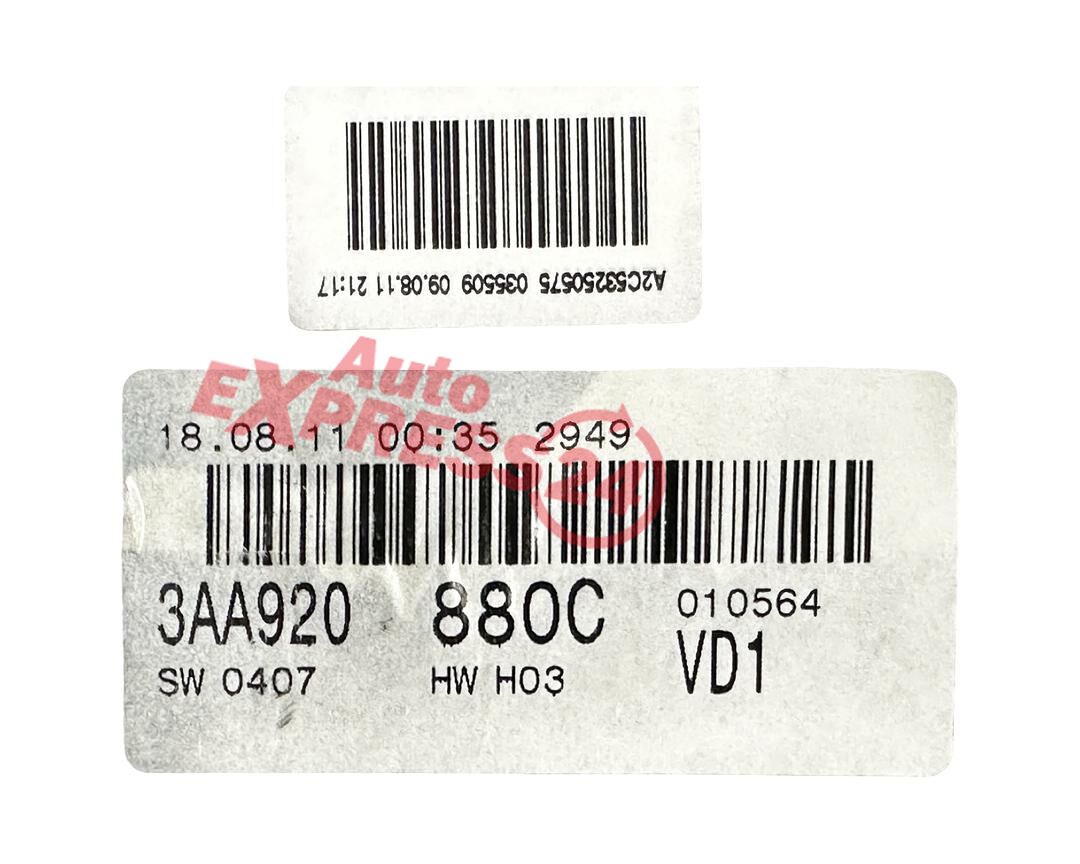 A2C53250575 035509 09.08.11 21:17
Auto
EXPRESS24
18.08.11 00:35 2949
3AA920 880C 010564
SW 0407 HW H03 VD1